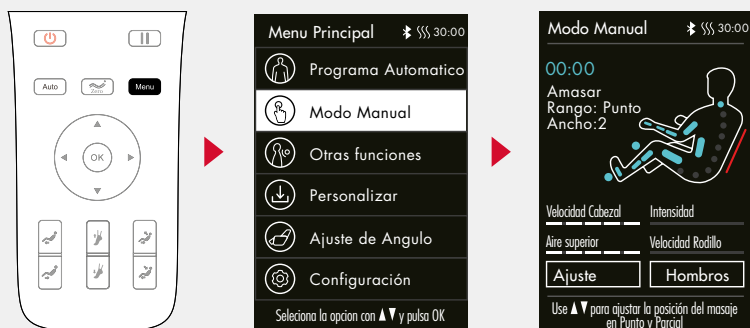 Auto
Zero
Menu
OK
Menu Principal 30:00
Programa Automatico
Modo Manual
Otras funciones
Personalizar
Ajuste de Angulo
Configuración
Seleciona la opcion con ▲▼ y pulsa OK
Modo Manual 30:00
00:00
Amasar
Rango: Punto
Ancho:2
Velocidad Cabezal Intensidad
Aire superior Velocidad Rodillo
Ajuste Hombros
Use ▲▼ para ajustar la posición del masaje
en Punto y Parcial